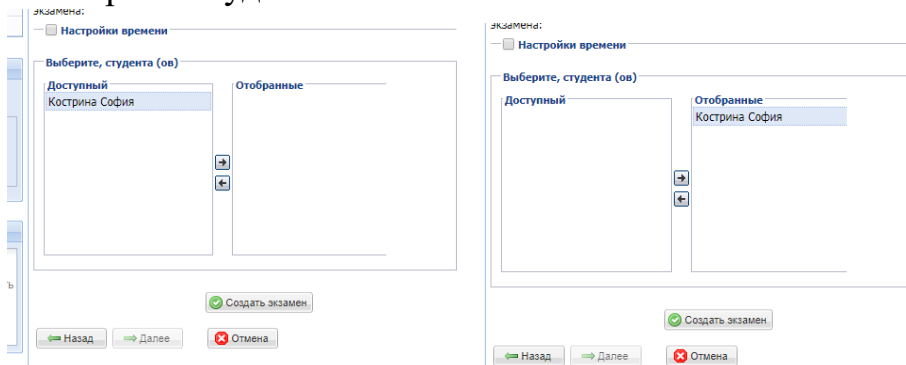 экзамена:
Настройки времени
Выберите, студента (ов)
Доступный Отобранные
Кострина София
Создать экзамен
Назад Далее Отмена
экзамена:
Настройки времени
Выберите, студента (ов)
Доступный Отобранные
Кострина София
Создать экзамен
Назад Далее Отмена